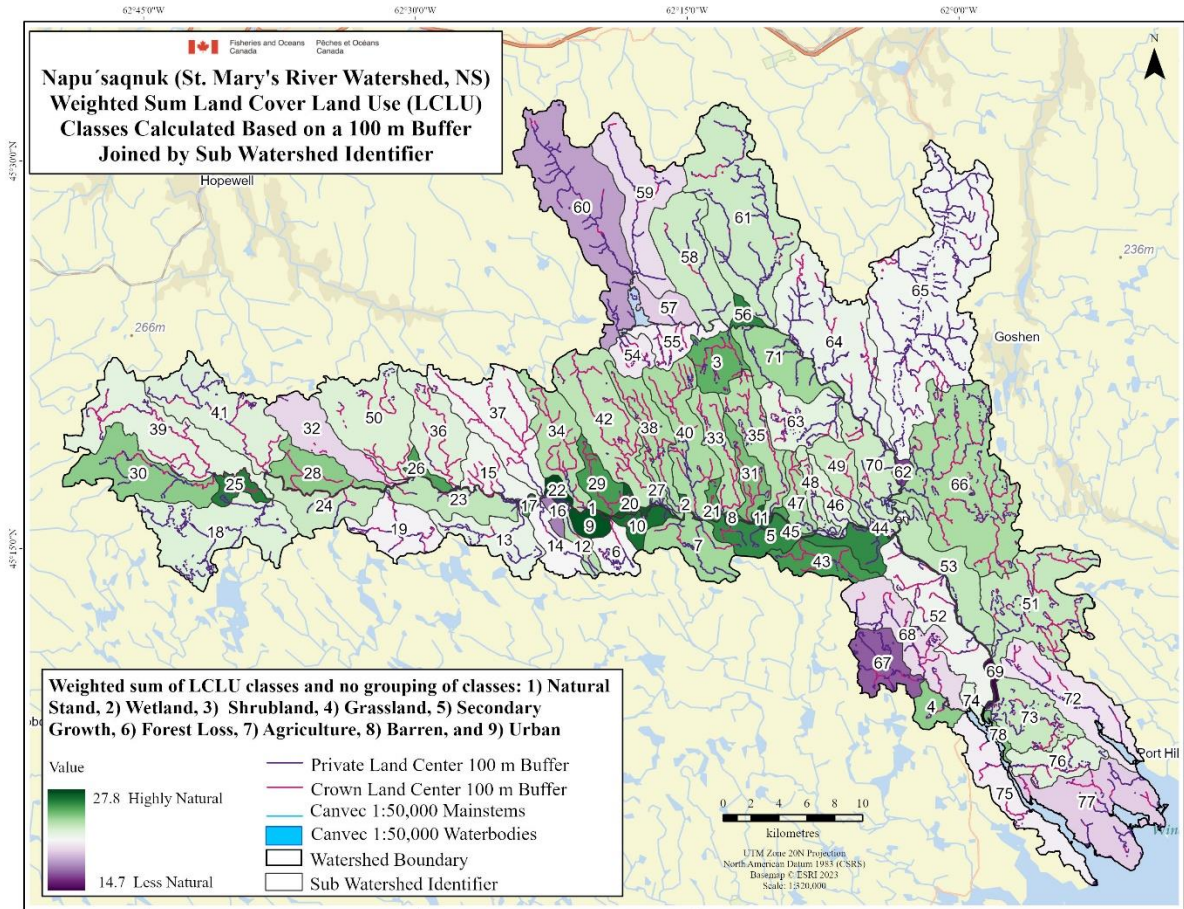 62°45'0"W 62°30'0"W 62°15'0"W 62°0'0"W
Fisheries and Oceans Canada Pêches et Océans Canada
Napu´saqnuk (St. Mary's River Watershed, NS)
Weighted Sum Land Cover Land Use (LCLU)
Classes Calculated Based on a 100 m Buffer
Joined by Sub Watershed Identifier
N
45°30'0"N
Hopewell
60
59
61
58
236m
65
57
56
266m
64
Goshen
55
54
3
71
41
37
32
50
42
63
39
36
34
38
40
33
35
30
28
26
15
29
31
49
70
62
25
22
27
48
66
24
23
17
16
1
20
2
21
8
11
47
46
18
19
9
10
5
45
44
45°15'0"N
13
14
12
6
7
43
53
52
51
68
67
69
72
74
4
73
78
76
Port Hil
75
77
Win
Weighted sum of LCLU classes and no grouping of classes: 1) Natural
Stand, 2) Wetland, 3) Shrubland, 4) Grassland, 5) Secondary
Growth, 6) Forest Loss, 7) Agriculture, 8) Barren, and 9) Urban
Value
27.8 Highly Natural
14.7 Less Natural
Private Land Center 100 m Buffer
Crown Land Center 100 m Buffer
Canvec 1:50,000 Mainstems
Canvec 1:50,000 Waterbodies
Watershed Boundary
Sub Watershed Identifier
0 2 4 6 8 10
kilometres
UTM Zone 20N Projection
North American Datum 1983 (CSRS)
Basemap © ESRI 2023
Scale: 1:320,000